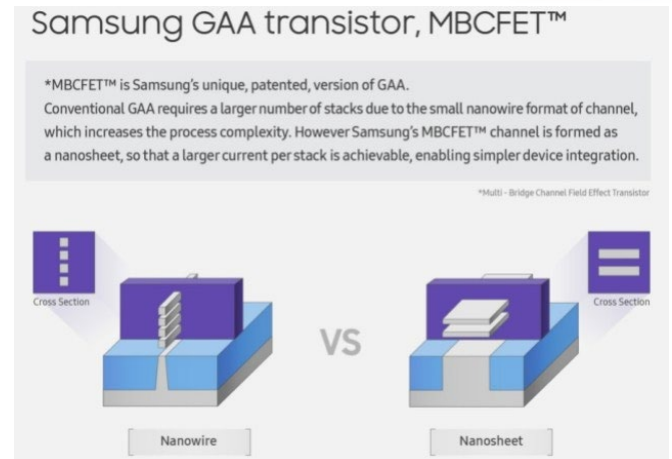 Samsung GAA transistor, MBCFET™
*MBCFET™ is Samsung's unique, patented, version of GAA.
Conventional GAA requires a larger number of stacks due to the small nanowire format of channel,
which increases the process complexity. However Samsung's MBCFET™ channel is formed as
a nanosheet, so that a larger current per stack is achievable, enabling simpler device integration.
*Multi - Bridge Channel Field Effect Transistor
Cross Section
Cross Section
VS
Nanowire
Nanosheet